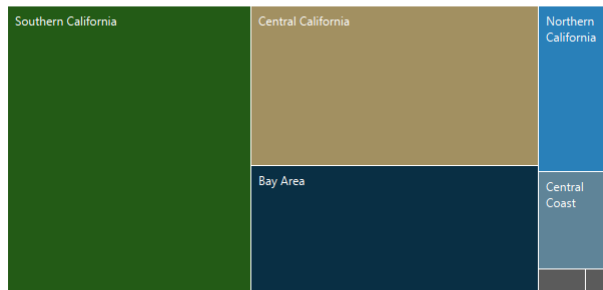 Southern California
Central California
Northern
California
Bay Area
Central
Coast